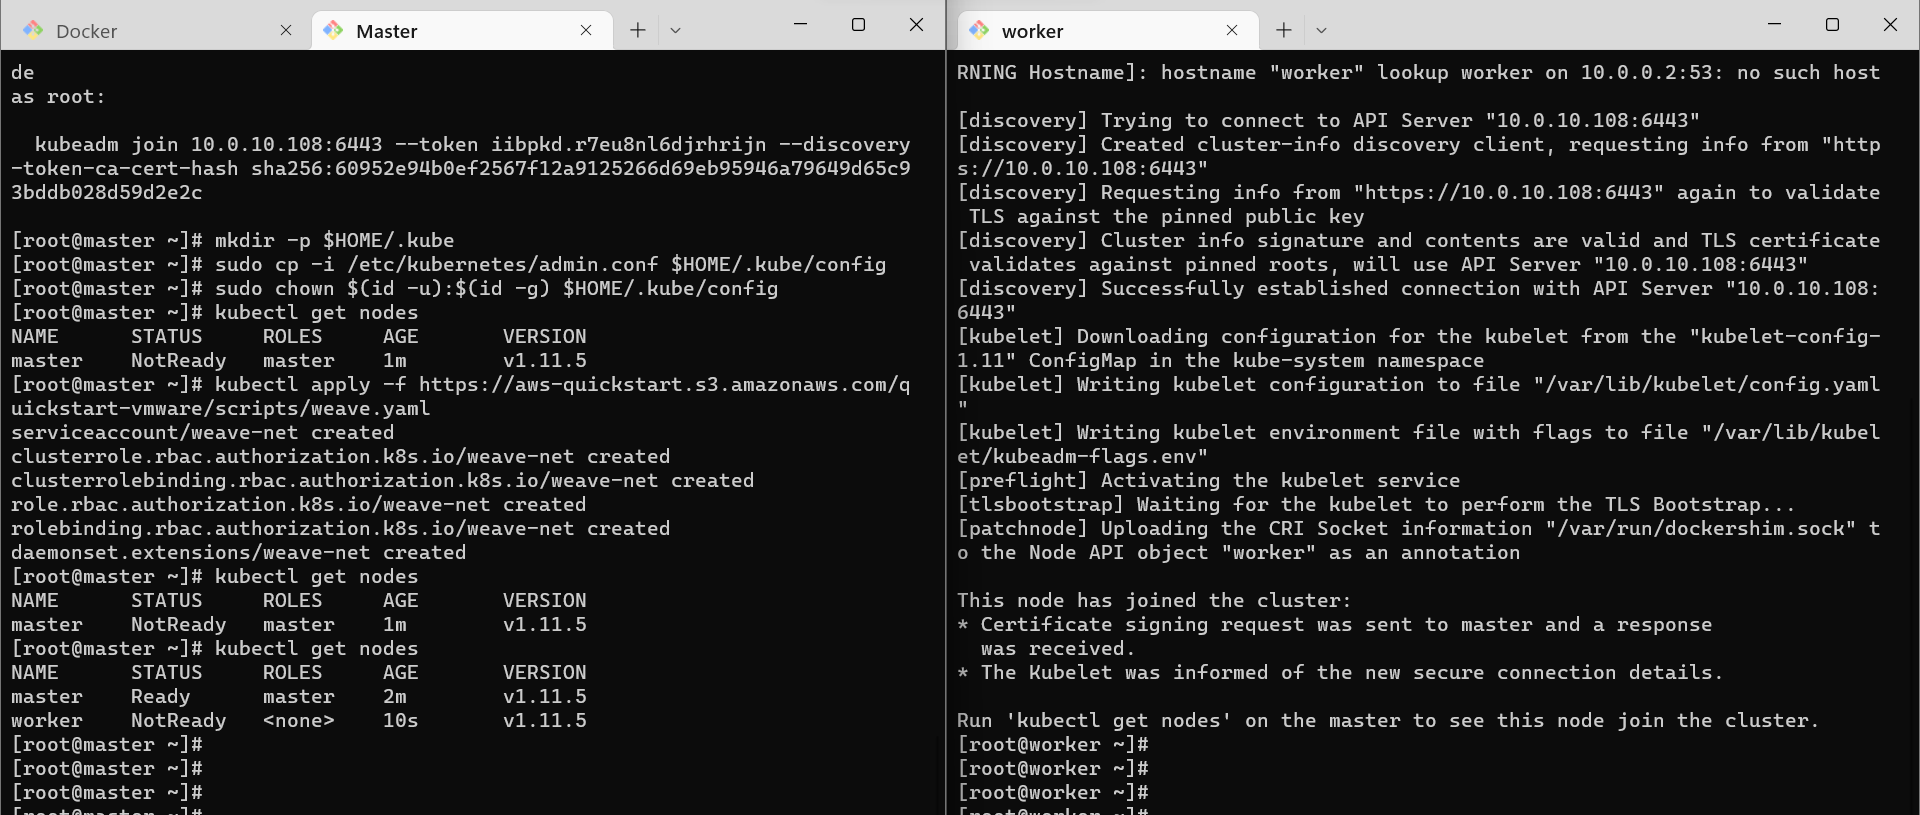 Docker
Master
worker
de
as root:
kubeadm join 10.0.10.108:6443 --token iibpkd.r7eu8nl6djrhrijn --discovery
-token-ca-cert-hash sha256:60952e94b0ef2567f12a9125266d69eb95946a79649d65c9
3bddb028d59d2e2c
[root@master ~]# mkdir -p $HOME/.kube
[root@master ~]# sudo cp -i /etc/kubernetes/admin.conf $HOME/.kube/config
[root@master ~]# sudo chown $(id -u):$(id -g) $HOME/.kube/config
[root@master ~]# kubectl get nodes
NAME      STATUS     ROLES     AGE       VERSION
master    NotReady   master    1m        v1.11.5
[root@master ~]# kubectl apply -f https://aws-quickstart.s3.amazonaws.com/q
uickstart-vmware/scripts/weave.yaml
serviceaccount/weave-net created
clusterrole.rbac.authorization.k8s.io/weave-net created
clusterrolebinding.rbac.authorization.k8s.io/weave-net created
role.rbac.authorization.k8s.io/weave-net created
rolebinding.rbac.authorization.k8s.io/weave-net created
daemonset.extensions/weave-net created
[root@master ~]# kubectl get nodes
NAME      STATUS     ROLES     AGE       VERSION
master    NotReady   master    1m        v1.11.5
[root@master ~]# kubectl get nodes
NAME      STATUS     ROLES     AGE       VERSION
master    Ready      master    2m        v1.11.5
worker    NotReady   <none>    10s       v1.11.5
[root@master ~]#
[root@master ~]#
[root@master ~]#
[root@master ~]#
RNING Hostname]: hostname "worker" lookup worker on 10.0.0.2:53: no such host
[discovery] Trying to connect to API Server "10.0.10.108:6443"
[discovery] Created cluster-info discovery client, requesting info from "http
s://10.0.10.108:6443"
[discovery] Requesting info from "https://10.0.10.108:6443" again to validate
TLS against the pinned public key
[discovery] Cluster info signature and contents are valid and TLS certificate
validates against pinned roots, will use API Server "10.0.10.108:6443"
[discovery] Successfully established connection with API Server "10.0.10.108:
6443"
[kubelet] Downloading configuration for the kubelet from the "kubelet-config-
1.11" ConfigMap in the kube-system namespace
[kubelet] Writing kubelet configuration to file "/var/lib/kubelet/config.yaml
"
[kubelet] Writing kubelet environment file with flags to file "/var/lib/kubel
et/kubeadm-flags.env"
[preflight] Activating the kubelet service
[tlsbootstrap] Waiting for the kubelet to perform the TLS Bootstrap...
[patchnode] Uploading the CRI Socket information "/var/run/dockershim.sock" t
o the Node API object "worker" as an annotation
This node has joined the cluster:
* Certificate signing request was sent to master and a response
was received.
* The Kubelet was informed of the new secure connection details.
Run 'kubectl get nodes' on the master to see this node join the cluster.
[root@worker ~]#
[root@worker ~]#
[root@worker ~]#
[root@worker ~]#